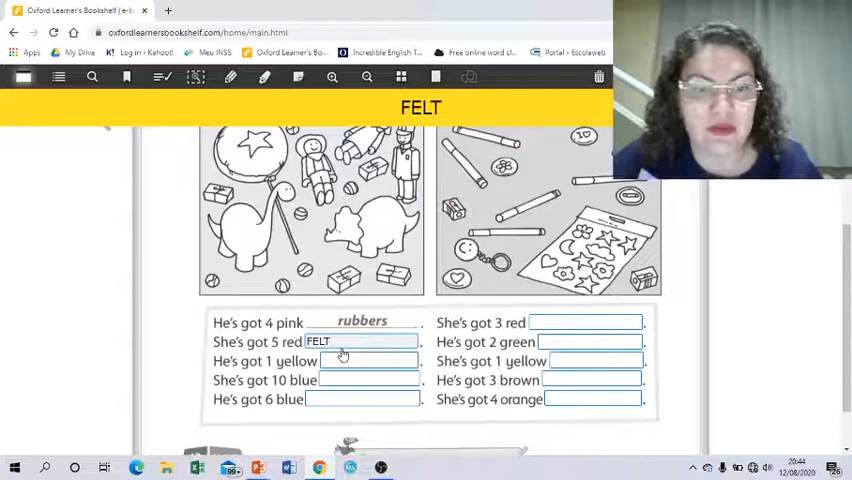 Oxford Learner's Bookshelf | e-b
oxfordlearnersbookshelf.com/home/main.html
Apps
My Drive
Log in - Kahoot!
Meu INSS
Oxford Learner's Bo...
Incredible English T...
Free online word cl...
Portal – Escolaweb
FELT
He's got 4 pink rubbers.
She's got 5 red FELT.
He's got 1 yellow .
She's got 10 blue .
He's got 6 blue .
She's got 3 red .
He's got 2 green .
She's got 1 yellow .
He's got 3 brown .
She's got 4 orange .
99+
20:44
12/08/2020
26